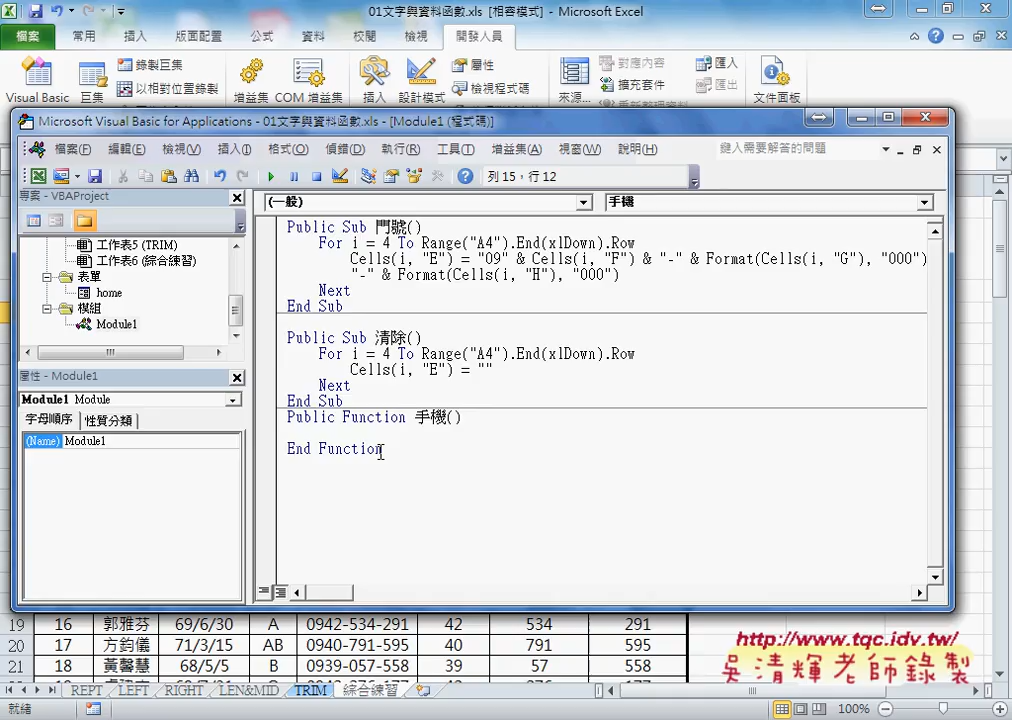 01文字與資料函數.xls [相容模式] - Microsoft Excel
檔案 常用 插入 版面配置 公式 資料 校閱 檢視 開發人員
Visual Basic 巨集 錄製巨集 以相對位置錄製 增益集 COM 增益集 插入 設計模式 屬性 檢視程式碼 來源... 對應內容 擴充套件 匯入 匯出 文件面板
Microsoft Visual Basic for Applications - 01文字與資料函數.xls - [Module1 (程式碼)]
檔案(F) 編輯(E) 檢視(V) 插入(I) 格式(O) 偵錯(D) 執行(R) 工具(T) 增益集(A) 視窗(W) 說明(H) 鍵入需要解答的問題
列 15，行 12
專案 - VBAProject
工作表5 (TRIM)
工作表6 (綜合練習)
表單
home
模組
Module1
屬性 - Module1
Module1 Module
字母順序 性質分類
(Name) Module1
(一般) 手機
Public Sub 門號()
For i = 4 To Range("A4").End(xlDown).Row
Cells(i, "E") = "09" & Cells(i, "F") & "-" & Format(Cells(i, "G"), "000")
"-" & Format(Cells(i, "H"), "000")
Next
End Sub
Public Sub 清除()
For i = 4 To Range("A4").End(xlDown).Row
Cells(i, "E") = ""
Next
End Sub
Public Function 手機()
End Function
19 16 郭雅芬 69/6/30 A 0942-534-291 42 534 291
20 17 方鈞儀 71/3/15 AB 0940-791-595 40 791 595
21 18 黃馨慧 68/5/5 B 0939-057-558 39 57 558
http://www.tqc.idv.tw/
吳清輝老師錄製
REPT LEFT RIGHT LEN&MID TRIM 綜合練習
就緒 100%